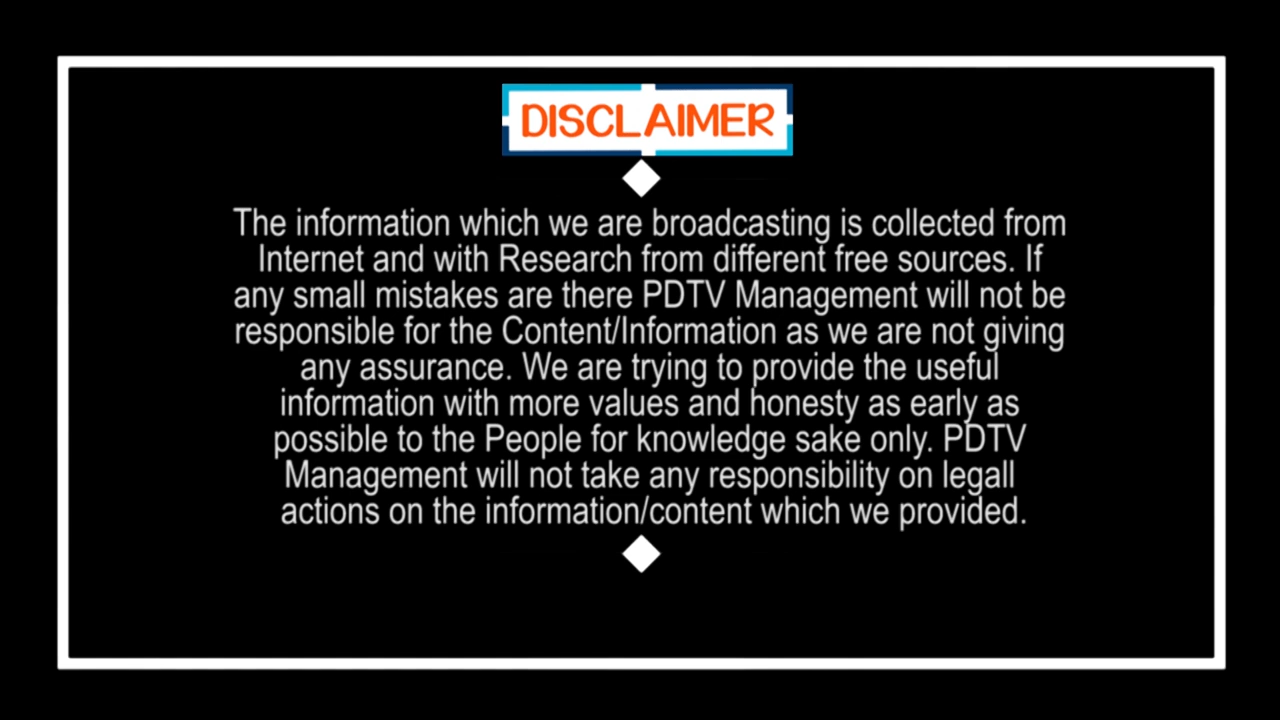 DISCLAIMER
The information which we are broadcasting is collected from
Internet and with Research from different free sources. If
any small mistakes are there PDTV Management will not be
responsible for the Content/Information as we are not giving
any assurance. We are trying to provide the useful
information with more values and honesty as early as
possible to the People for knowledge sake only. PDTV
Management will not take any responsibility on legall
actions on the information/content which we provided.